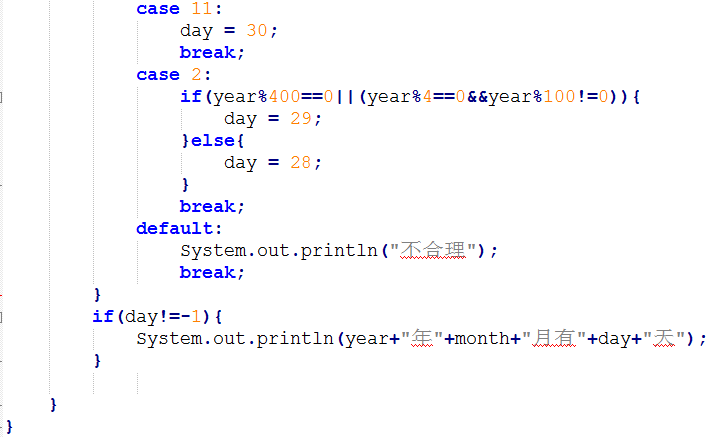 case 11:
day = 30;
break;
case 2:
if(year%400==0||(year%4==0&&year%100!=0)){
day = 29;
}else{
day = 28;
}
break;
default:
System.out.println("不合理");
break;
}
if(day!=-1){
System.out.println(year+"年"+month+"月有"+day+"天");
}
}
}